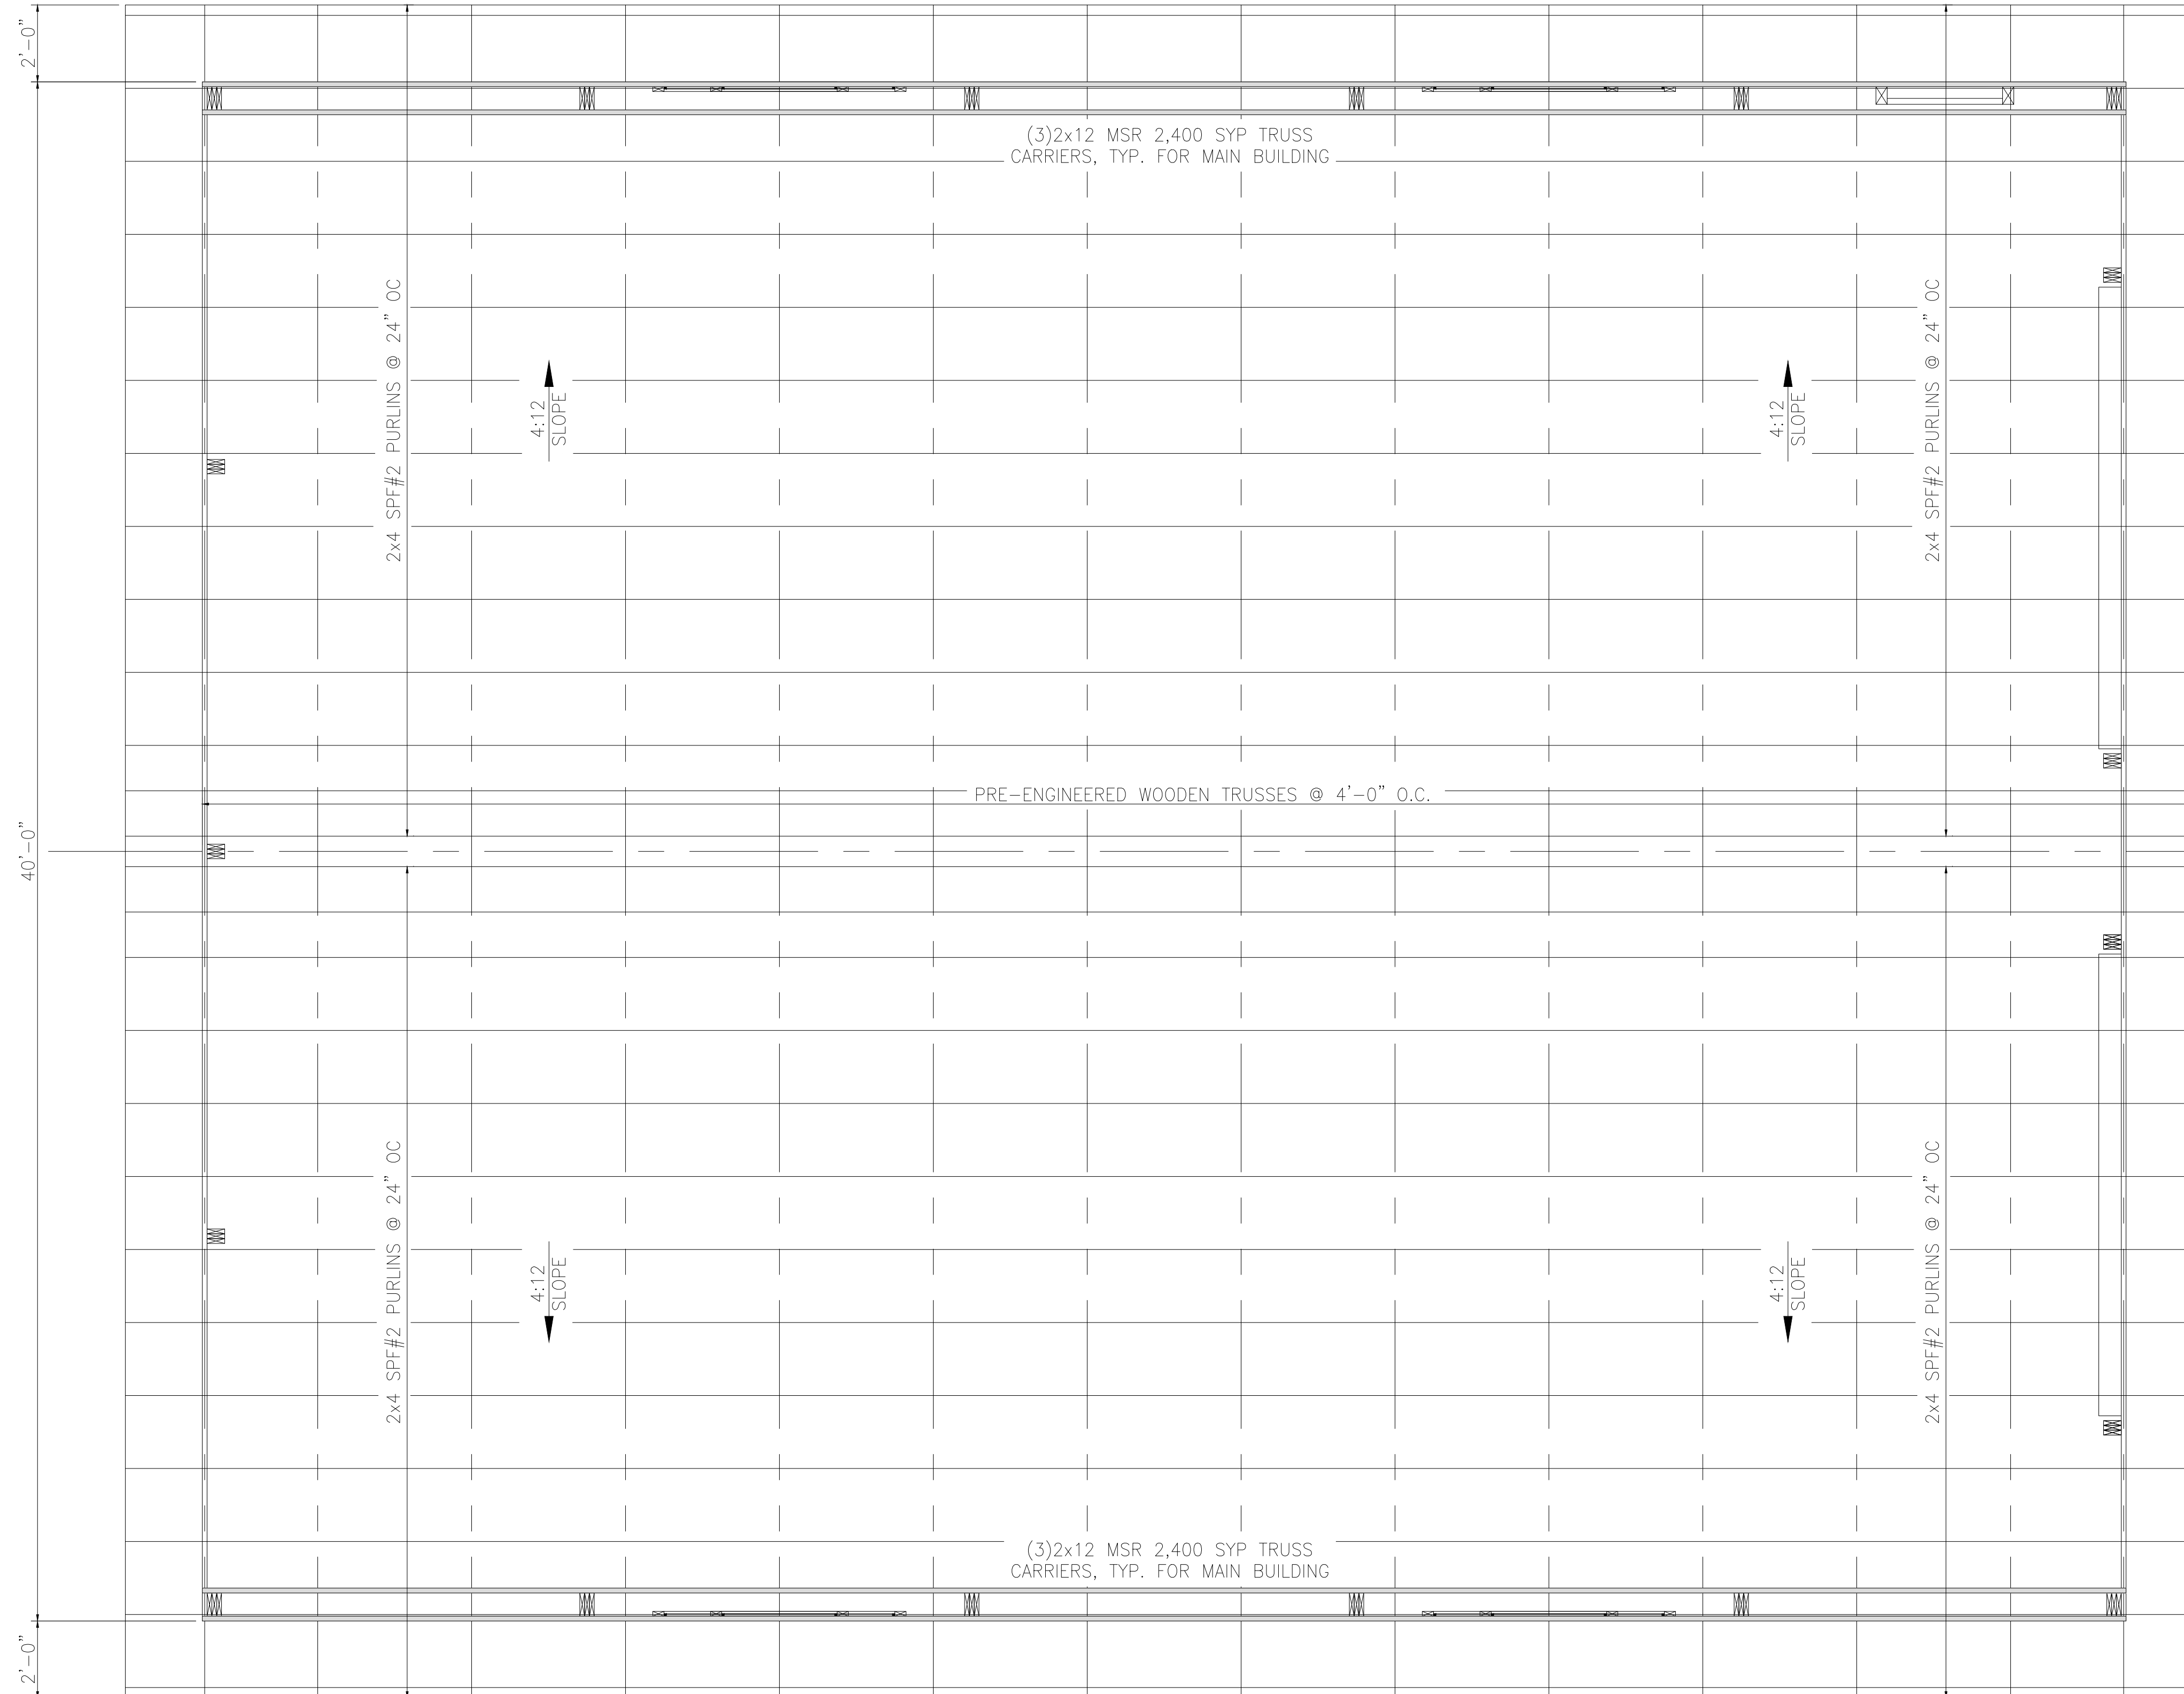 2'-0"
(3)2x12 MSR 2,400 SYP TRUSS
CARRIERS, TYP. FOR MAIN BUILDING
2x4 SPF#2 PURLINS @ 24" OC
4:12
SLOPE
4:12
SLOPE
2x4 SPF#2 PURLINS @ 24" OC
PRE-ENGINEERED WOODEN TRUSSES @ 4'-0" O.C.
40'-0"
2x4 SPF#2 PURLINS @ 24" OC
4:12
SLOPE
4:12
SLOPE
2x4 SPF#2 PURLINS @ 24" OC
(3)2x12 MSR 2,400 SYP TRUSS
CARRIERS, TYP. FOR MAIN BUILDING
2'-0"